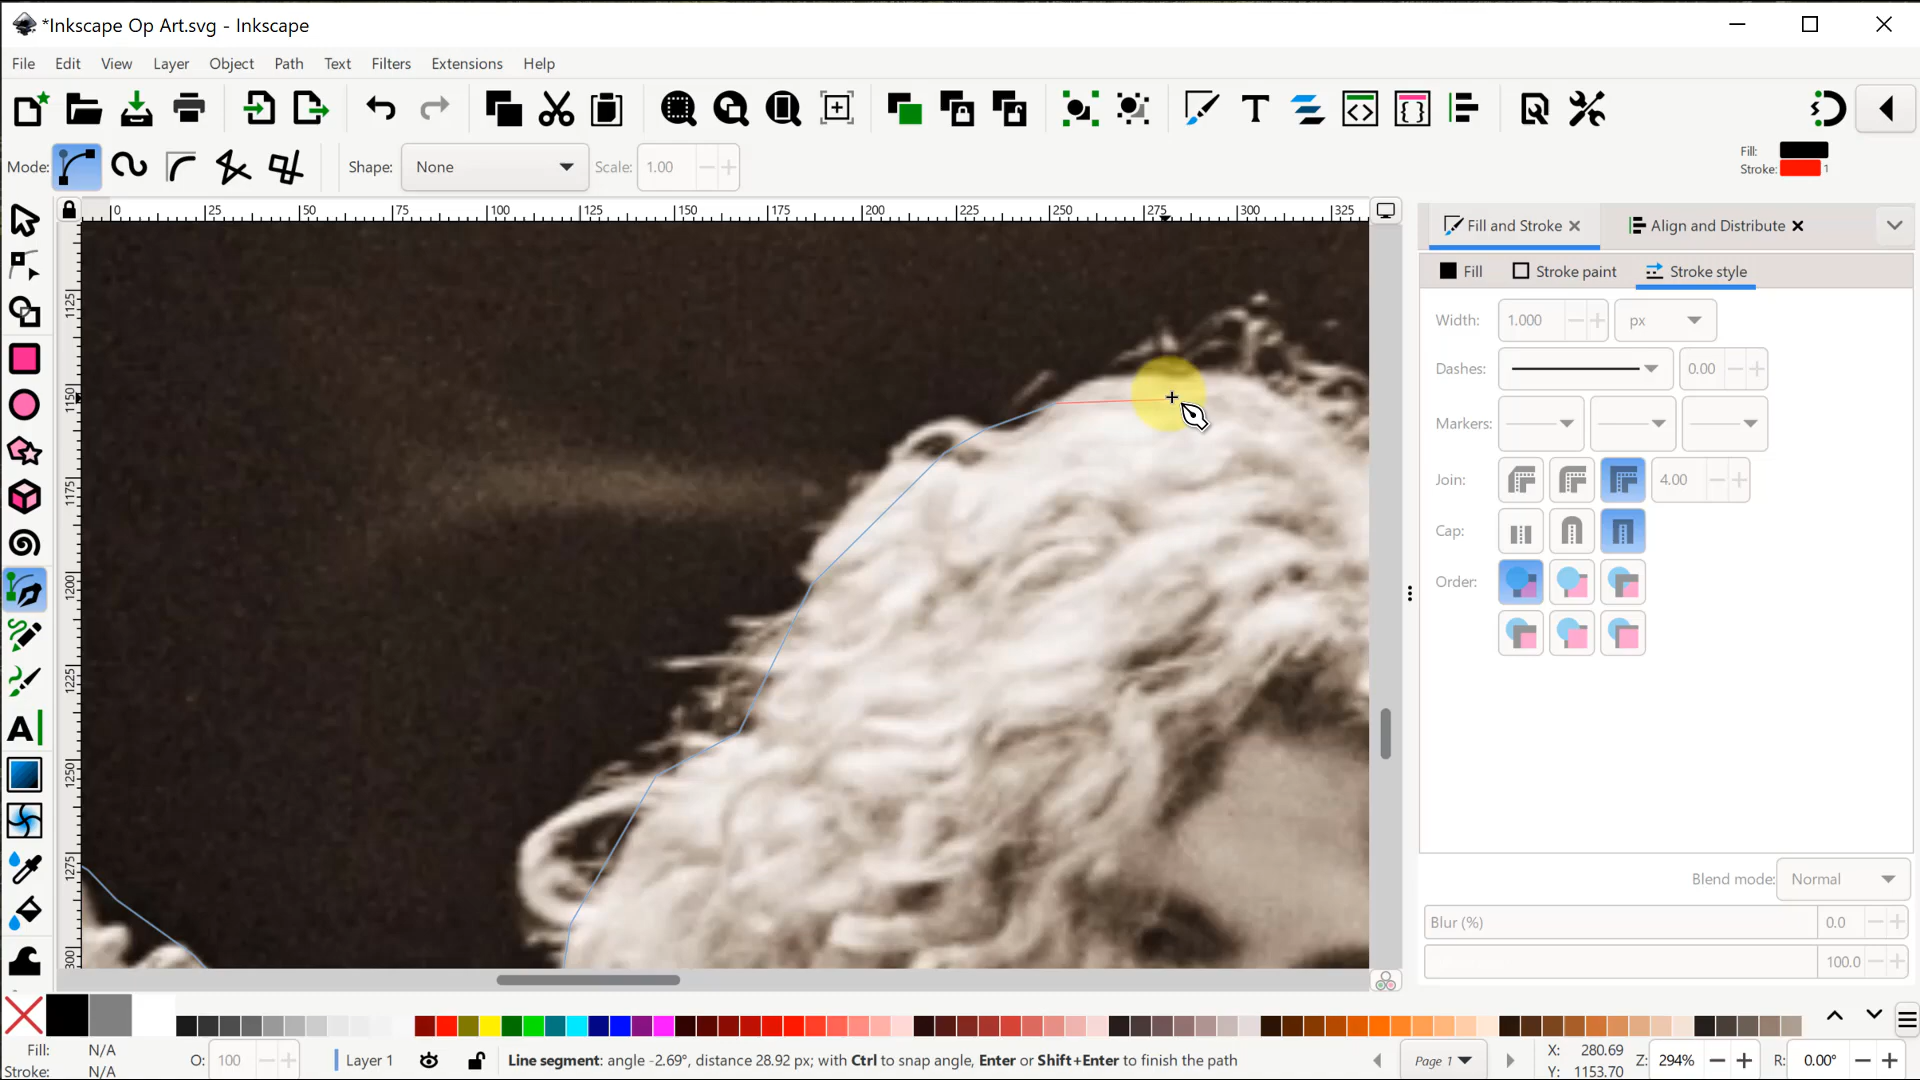 *Inkscape Op Art.svg - Inkscape
File Edit View Layer Object Path Text Filters Extensions Help
Mode: Shape: None Scale: 1.00 Fill: Stroke: 1
0 25 50 75 100 125 150 175 200 225 250 275 300 325
1125
1150
1175
1200
1225
1250
1275
300
Fill and Stroke Align and Distribute
Fill Stroke paint Stroke style
Width: 1.000 px
Dashes: 0.00
Markers:
Join: 4.00
Cap:
Order:
Blend mode: Normal
Blur (%) 0.0
100.0
Fill: N/A
Stroke: N/A
O: 100 Layer 1 Line segment: angle -2.69°, distance 28.92 px; with Ctrl to snap angle, Enter or Shift+Enter to finish the path Page 1
X: 280.69
Y: 1153.70
Z: 294% R: 0.00°